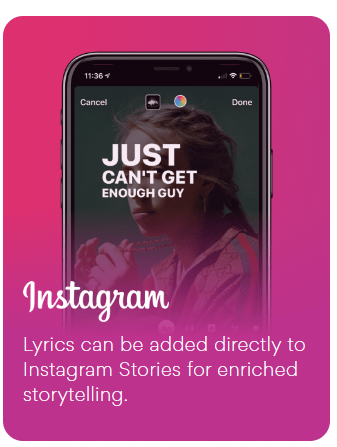 11:36
Cancel
Done
JUST
CAN'T GET
ENOUGH GUY
Instagram
Lyrics can be added directly to
Instagram Stories for enriched
storytelling.